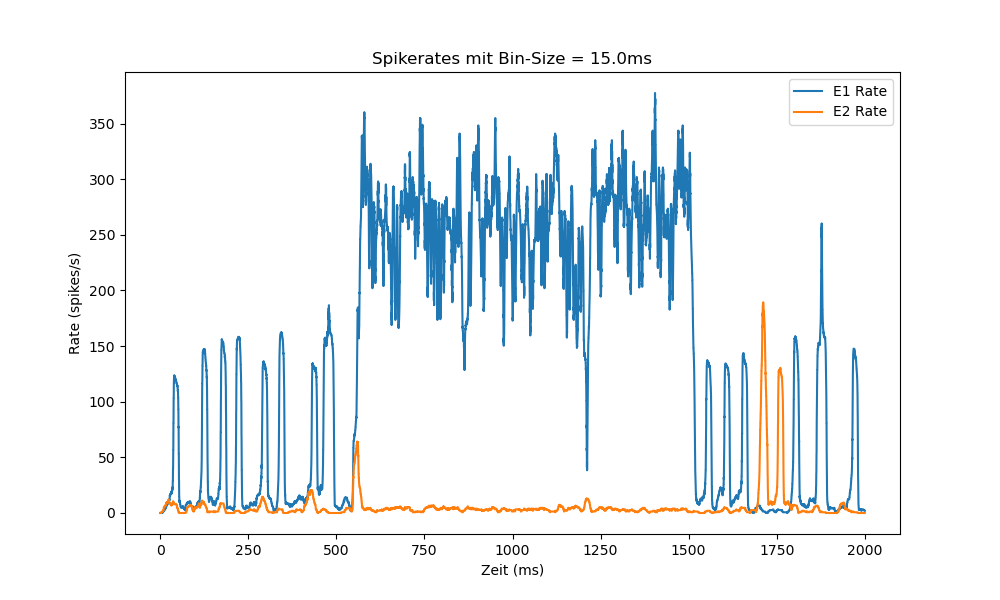 Spikerates mit Bin-Size = 15.0ms
E1 Rate
E2 Rate
Rate (spikes/s)
350
300
250
200
150
100
50
0
0 250 500 750 1000 1250 1500 1750 2000
Zeit (ms)